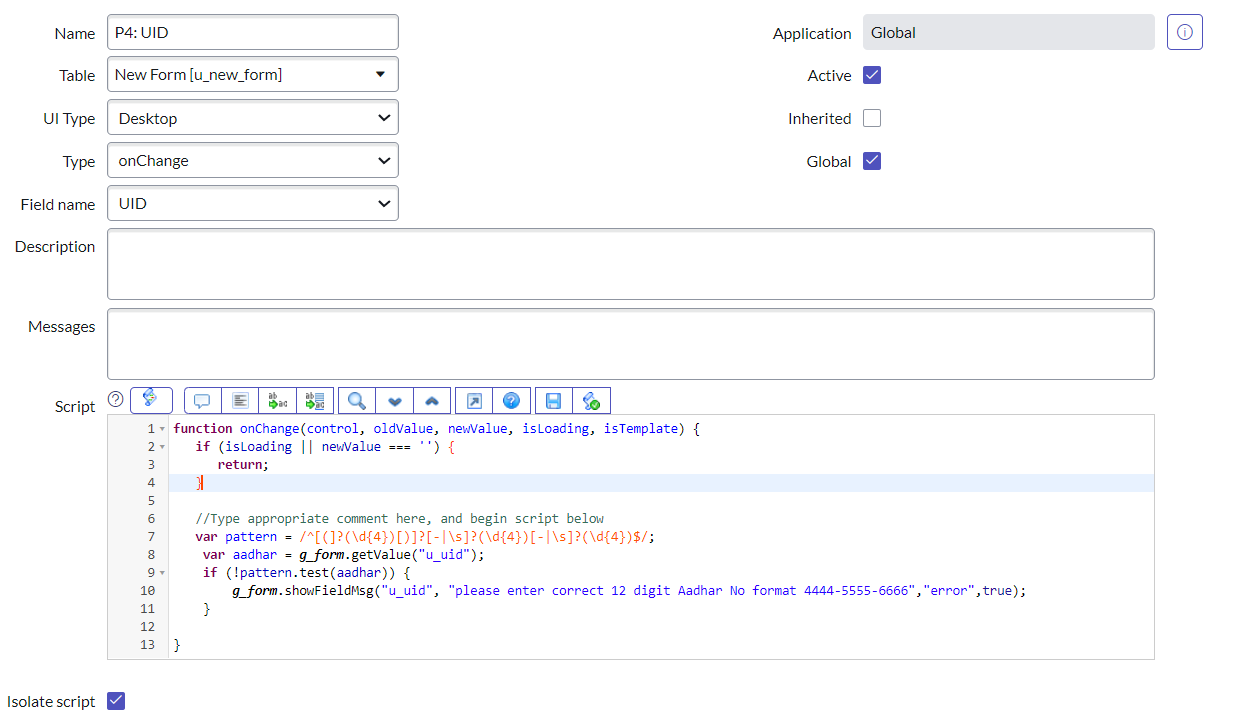 Name P4: UID Application Global
Table New Form [u_new_form] Active
UI Type Desktop Inherited
Type onChange Global
Field name UID
Description
Messages
Script
1 function onChange(control, oldValue, newValue, isLoading, isTemplate) {
2 if (isLoading || newValue === '') {
3 return;
4 }
5
6 //Type appropriate comment here, and begin script below
7 var pattern = /^[(]?(\d{4})[)]?[-|\s]?(\d{4})[-|\s]?(\d{4})$/;
8 var aadhar = g_form.getValue("u_uid");
9 if (!pattern.test(aadhar)) {
10 g_form.showFieldMsg("u_uid", "please enter correct 12 digit Aadhar No format 4444-5555-6666","error",true);
11 }
12
13 }
Isolate script